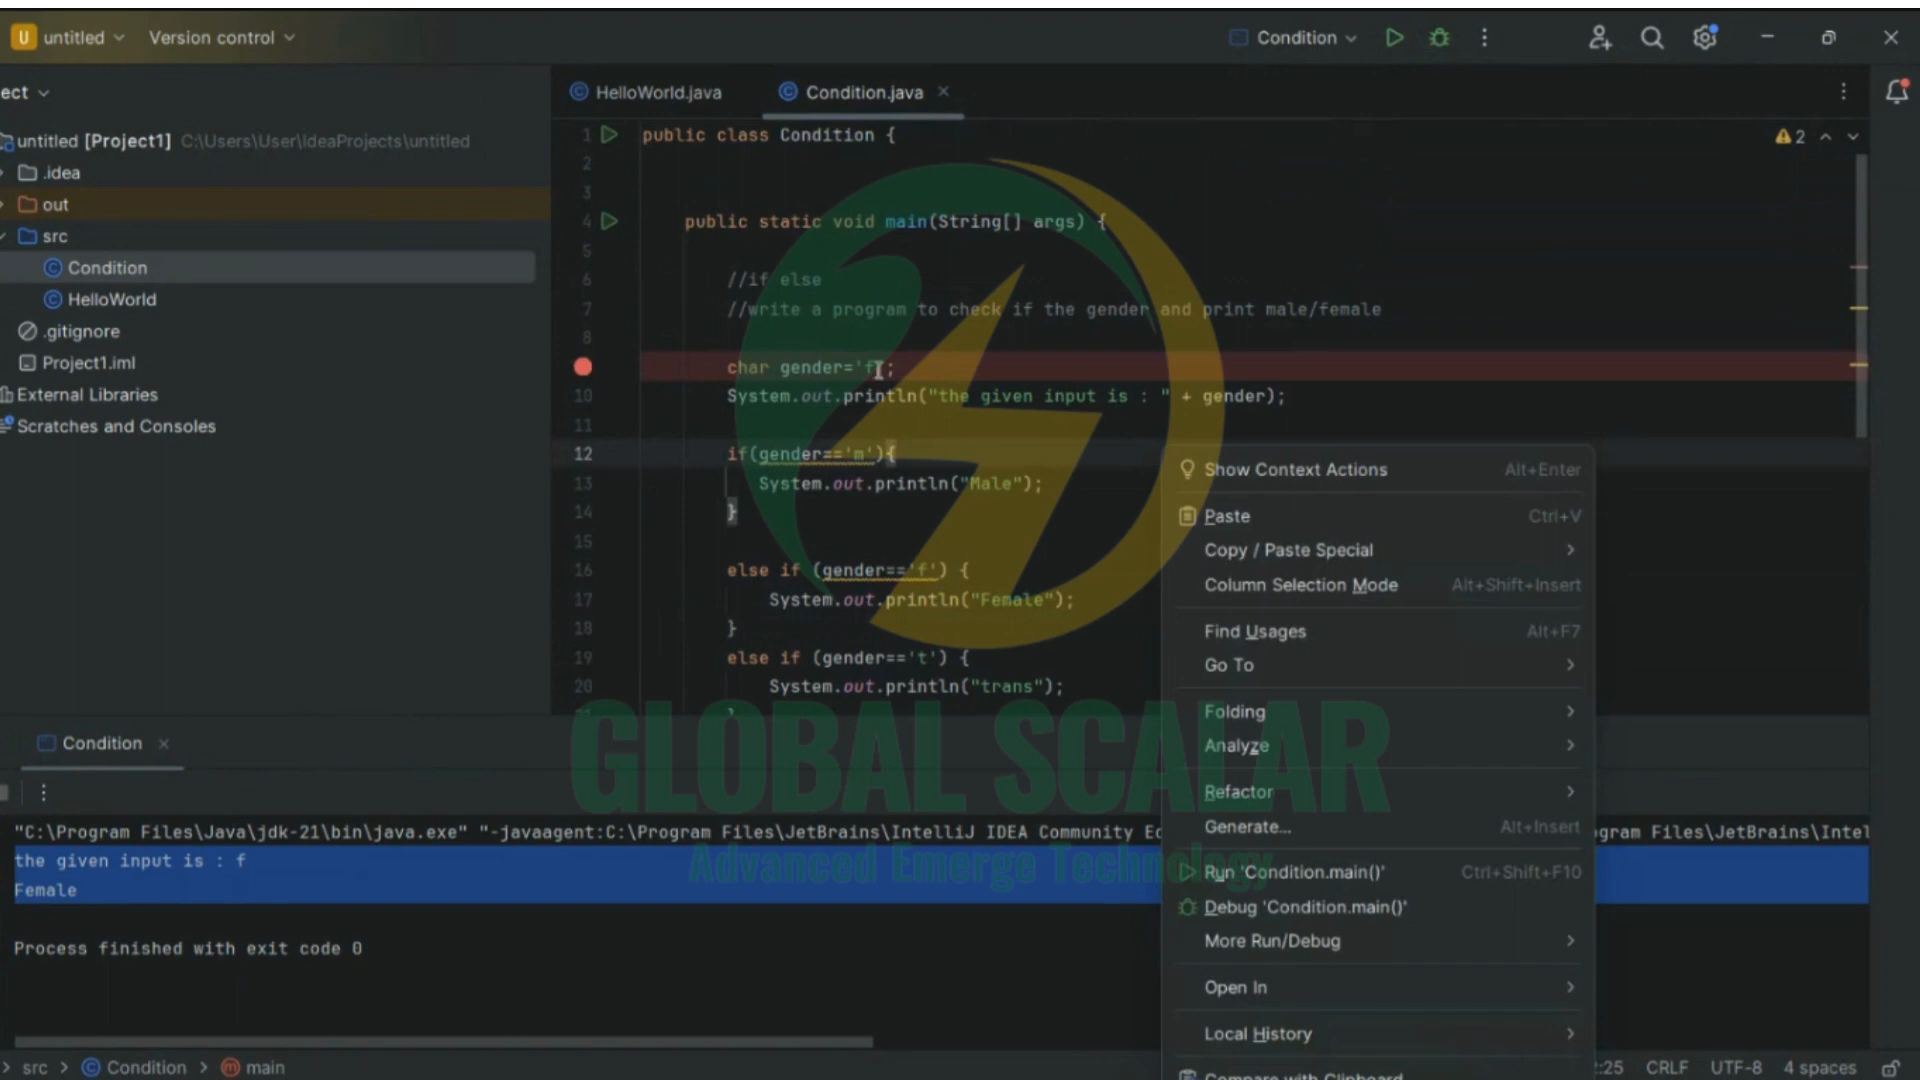 U untitled Version control
Condition
ect
HelloWorld.java Condition.java
untitled [Project1] C:\Users\User\IdeaProjects\untitled
.idea
out
src
Condition
HelloWorld
.gitignore
Project1.iml
External Libraries
Scratches and Consoles
2
1 public class Condition {
2
3
4 public static void main(String[] args) {
5
6 //if else
7 //write a program to check if the gender and print male/female
8
char gender='f';
10 System.out.println("the given input is : " + gender);
11
12 if(gender=='m'){
13 System.out.println("Male");
14 }
15
16 else if (gender=='f') {
17 System.out.println("Female");
18 }
19 else if (gender=='t') {
20 System.out.println("trans");
Show Context Actions Alt+Enter
Paste Ctrl+V
Copy / Paste Special
Column Selection Mode Alt+Shift+Insert
Find Usages Alt+F7
Go To
Folding
Analyze
Refactor
Generate... Alt+Insert
Run 'Condition.main()' Ctrl+Shift+F10
Debug 'Condition.main()'
More Run/Debug
Open In
Local History
Compare with Clipboard
GLOBAL SCALAR
Advanced Emerge Technology
Condition
"C:\Program Files\Java\jdk-21\bin\java.exe" "-javaagent:C:\Program Files\JetBrains\IntelliJ IDEA Community Ed
ogram Files\JetBrains\Intel
the given input is : f
Female
Process finished with exit code 0
src > Condition > main
:25 CRLF UTF-8 4 spaces